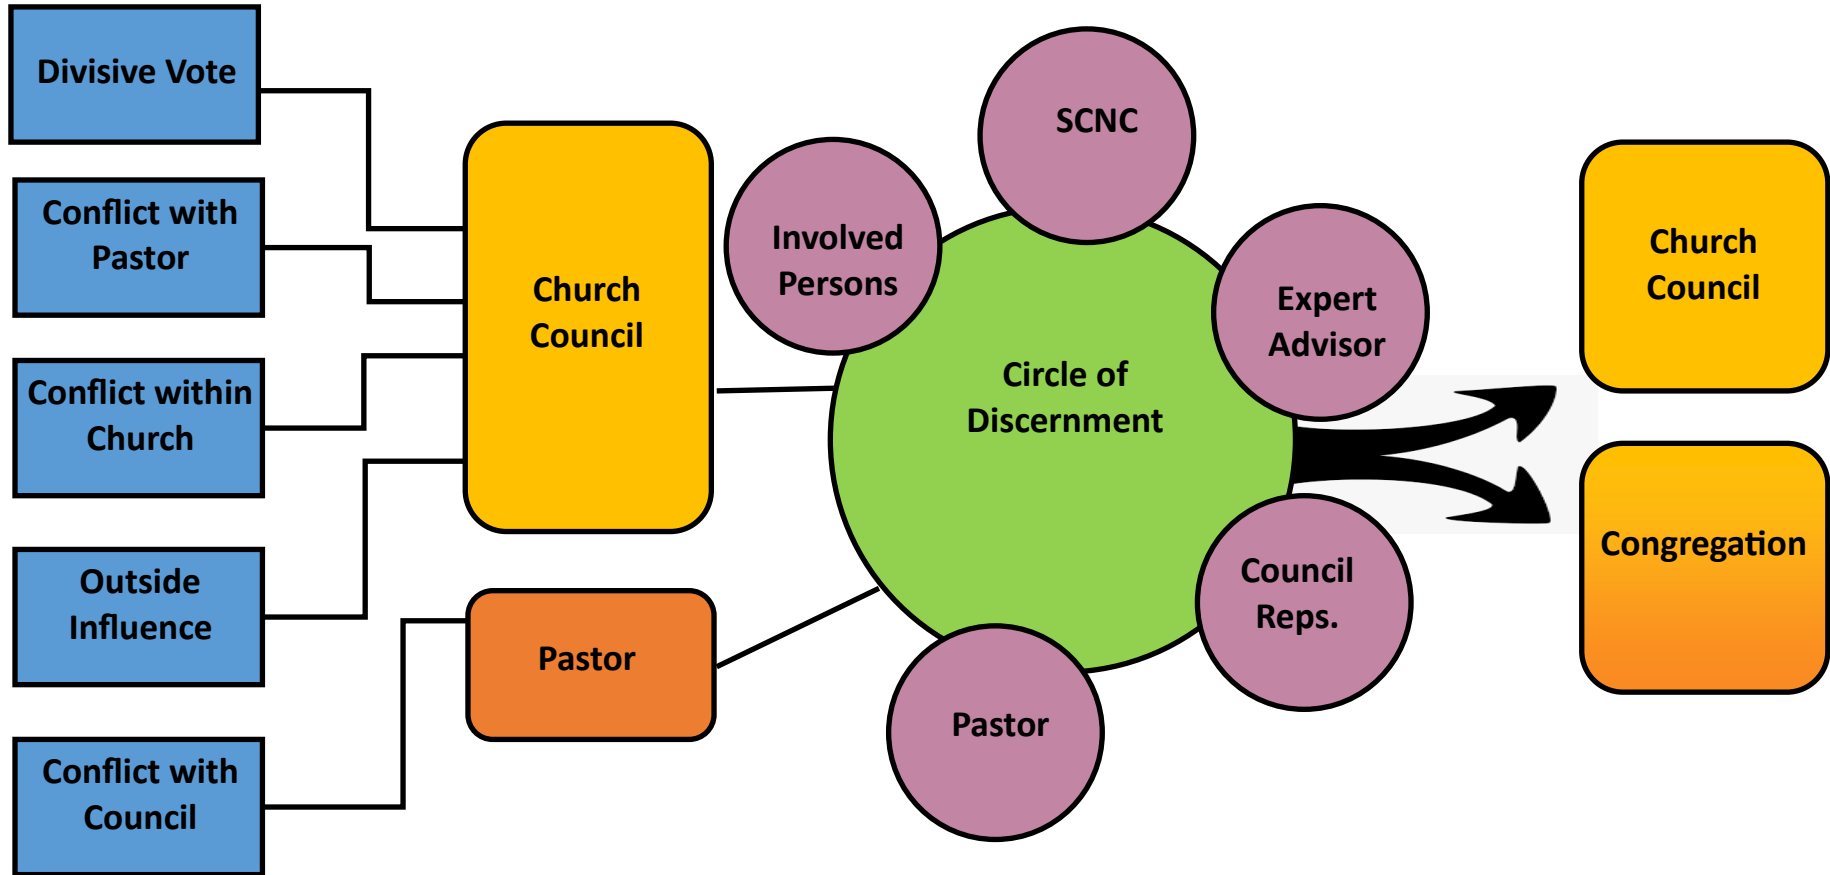 Divisive Vote
Conflict with
Pastor
Conflict within
Church
Outside
Influence
Conflict with
Council
Church
Council
Pastor
Involved
Persons
SCNC
Expert
Advisor
Circle of
Discernment
Council
Reps.
Pastor
Church
Council
Congregation